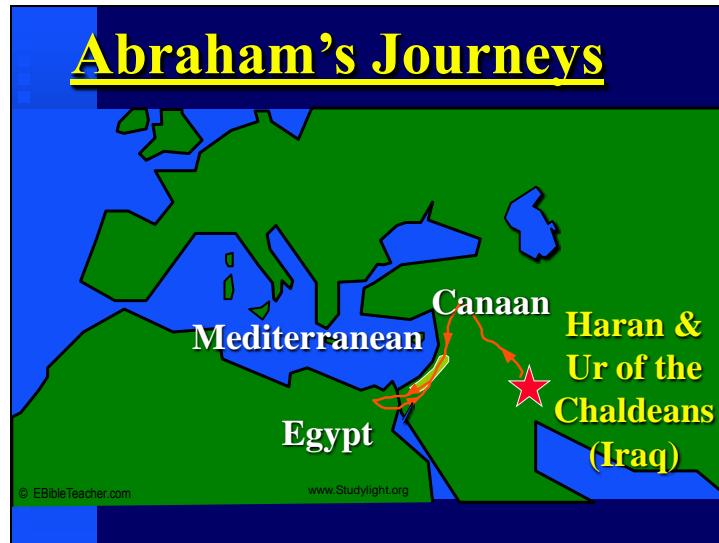 Abraham’s Journeys
Canaan
Mediterranean
Haran &
Ur of the
Chaldeans
(Iraq)
Egypt
© EBibleTeacher.com
www.Studylight.org